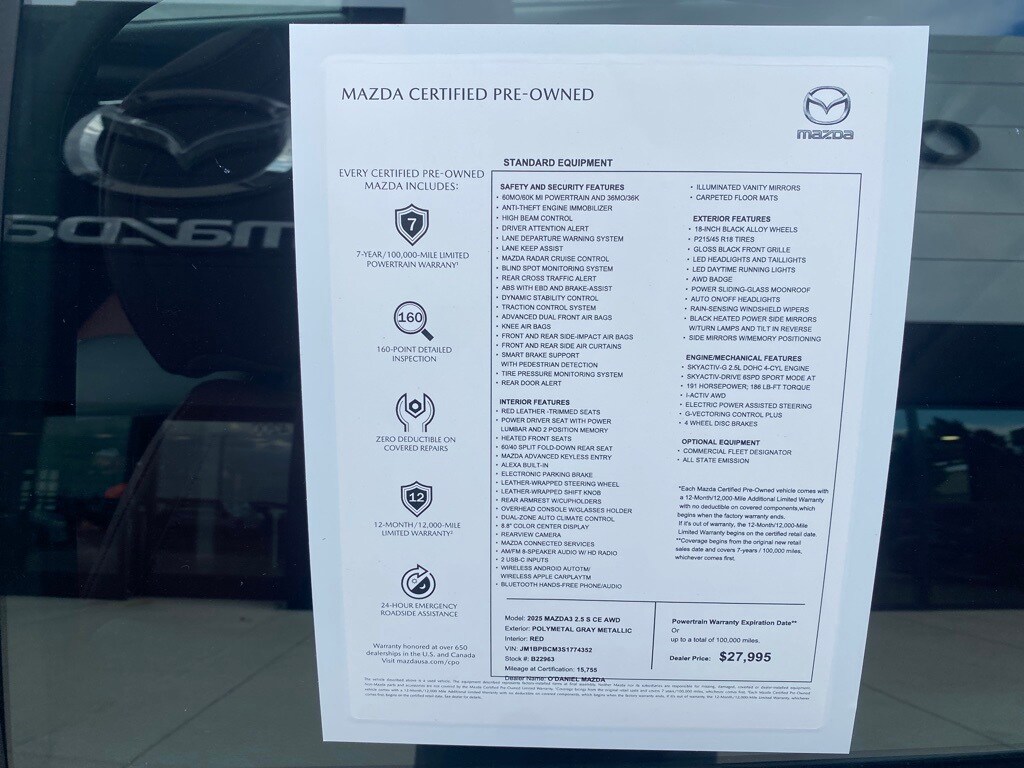 MAZDA CERTIFIED PRE-OWNED
mazda
EVERY CERTIFIED PRE-OWNED
MAZDA INCLUDES:
7
7-YEAR/100,000-MILE LIMITED
POWERTRAIN WARRANTY¹
160
160-POINT DETAILED
INSPECTION
ZERO DEDUCTIBLE ON
COVERED REPAIRS
12
12-MONTH/12,000-MILE
LIMITED WARRANTY²
24-HOUR EMERGENCY
ROADSIDE ASSISTANCE
Warranty honored at over 650
dealerships in the U.S. and Canada
Visit mazdausa.com/cpo
STANDARD EQUIPMENT
SAFETY AND SECURITY FEATURES
• 60MO/60K MI POWERTRAIN AND 36MO/36K
• ANTI-THEFT ENGINE IMMOBILIZER
• HIGH BEAM CONTROL
• DRIVER ATTENTION ALERT
• LANE DEPARTURE WARNING SYSTEM
• LANE KEEP ASSIST
• MAZDA RADAR CRUISE CONTROL
• BLIND SPOT MONITORING SYSTEM
• REAR CROSS TRAFFIC ALERT
• ABS WITH EBD AND BRAKE-ASSIST
• DYNAMIC STABILITY CONTROL
• TRACTION CONTROL SYSTEM
• ADVANCED DUAL FRONT AIR BAGS
• KNEE AIR BAGS
• FRONT AND REAR SIDE-IMPACT AIR BAGS
• FRONT AND REAR SIDE AIR CURTAINS
• SMART BRAKE SUPPORT
WITH PEDESTRIAN DETECTION
• TIRE PRESSURE MONITORING SYSTEM
• REAR DOOR ALERT
INTERIOR FEATURES
• RED LEATHER -TRIMMED SEATS
• POWER DRIVER SEAT WITH POWER
LUMBAR AND 2 POSITION MEMORY
• HEATED FRONT SEATS
• 60/40 SPLIT FOLD-DOWN REAR SEAT
• MAZDA ADVANCED KEYLESS ENTRY
• ALEXA BUILT-IN
• ELECTRONIC PARKING BRAKE
• LEATHER-WRAPPED STEERING WHEEL
• LEATHER-WRAPPED SHIFT KNOB
• REAR ARMREST W/CUPHOLDERS
• OVERHEAD CONSOLE W/GLASSES HOLDER
• DUAL-ZONE AUTO CLIMATE CONTROL
• 8.8" COLOR CENTER DISPLAY
• REARVIEW CAMERA
• MAZDA CONNECTED SERVICES
• AM/FM 8-SPEAKER AUDIO W/ HD RADIO
• 2 USB-C INPUTS
• WIRELESS ANDROID AUTOTM/
WIRELESS APPLE CARPLAYTM
• BLUETOOTH HANDS-FREE PHONE/AUDIO
• ILLUMINATED VANITY MIRRORS
• CARPETED FLOOR MATS
EXTERIOR FEATURES
• 18-INCH BLACK ALLOY WHEELS
• P215/45 R18 TIRES
• GLOSS BLACK FRONT GRILLE
• LED HEADLIGHTS AND TAILLIGHTS
• LED DAYTIME RUNNING LIGHTS
• AWD BADGE
• POWER SLIDING-GLASS MOONROOF
• AUTO ON/OFF HEADLIGHTS
• RAIN-SENSING WINDSHIELD WIPERS
• BLACK HEATED POWER SIDE MIRRORS
W/TURN LAMPS AND TILT IN REVERSE
• SIDE MIRRORS W/MEMORY POSITIONING
ENGINE/MECHANICAL FEATURES
• SKYACTIV-G 2.5L DOHC 4-CYL ENGINE
• SKYACTIV-DRIVE 6SPD SPORT MODE AT
• 191 HORSEPOWER; 186 LB-FT TORQUE
• I-ACTIV AWD
• ELECTRIC POWER ASSISTED STEERING
• G-VECTORING CONTROL PLUS
• 4 WHEEL DISC BRAKES
OPTIONAL EQUIPMENT
• COMMERCIAL FLEET DESIGNATOR
• ALL STATE EMISSION
*Each Mazda Certified Pre-Owned vehicle comes with
a 12-Month/12,000-Mile Additional Limited Warranty
with no deductible on covered components,which
begins when the factory warranty ends.
If it's out of warranty, the 12-Month/12,000-Mile
Limited Warranty begins on the certified retail date.
**Coverage begins from the original new retail
sales date and covers 7-years / 100,000 miles,
whichever comes first.
Model: 2025 MAZDA3 2.5 S CE AWD
Exterior: POLYMETAL GRAY METALLIC
Interior: RED
VIN: JM1BPBCM3S1774352
Stock #: B22963
Mileage at Certification: 15,755
Dealer Name: O'DANIEL MAZDA
Powertrain Warranty Expiration Date**
Or
up to a total of 100,000 miles.
Dealer Price: $27,995